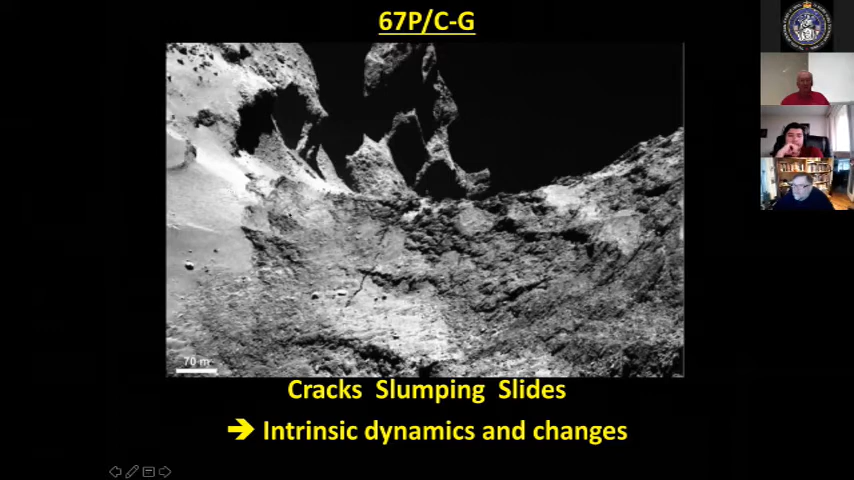 67P/C-G
70 m
Cracks Slumping Slides
➔ Intrinsic dynamics and changes